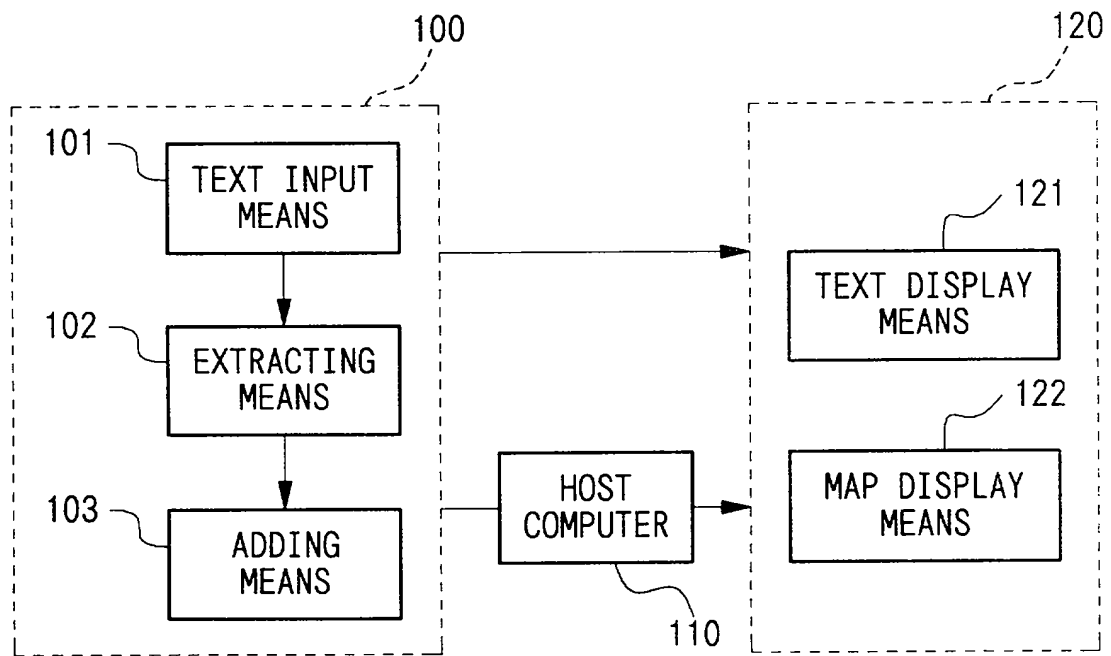 100
120
101
TEXT INPUT
MEANS
121
TEXT DISPLAY
MEANS
102
EXTRACTING
MEANS
122
MAP DISPLAY
MEANS
103
ADDING
MEANS
HOST
COMPUTER
110